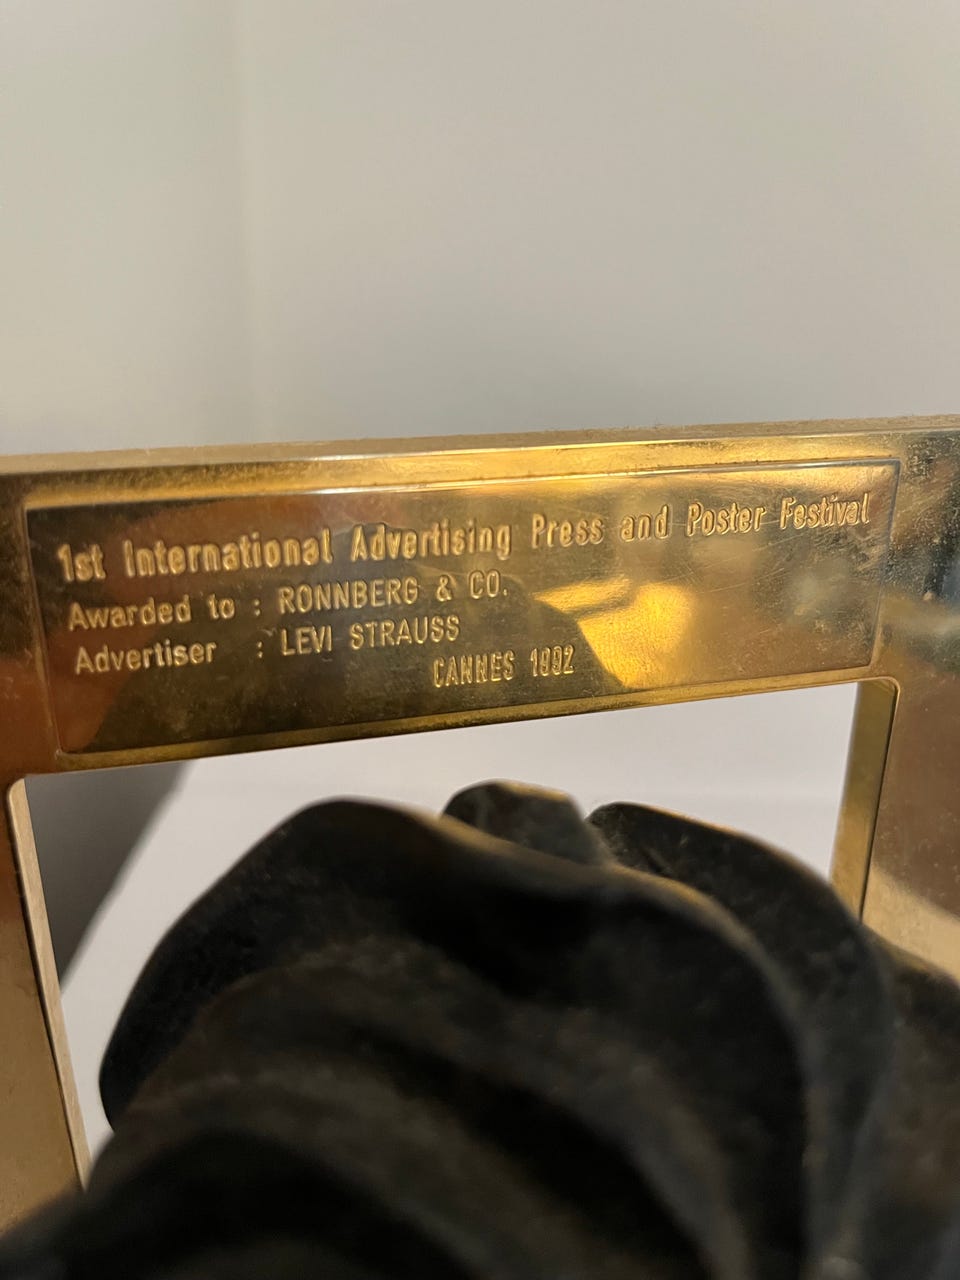 1st International Advertising Press and Poster Festival
Awarded to : RONNBERG & CO.
Advertiser : LEVI STRAUSS
CANNES 1992